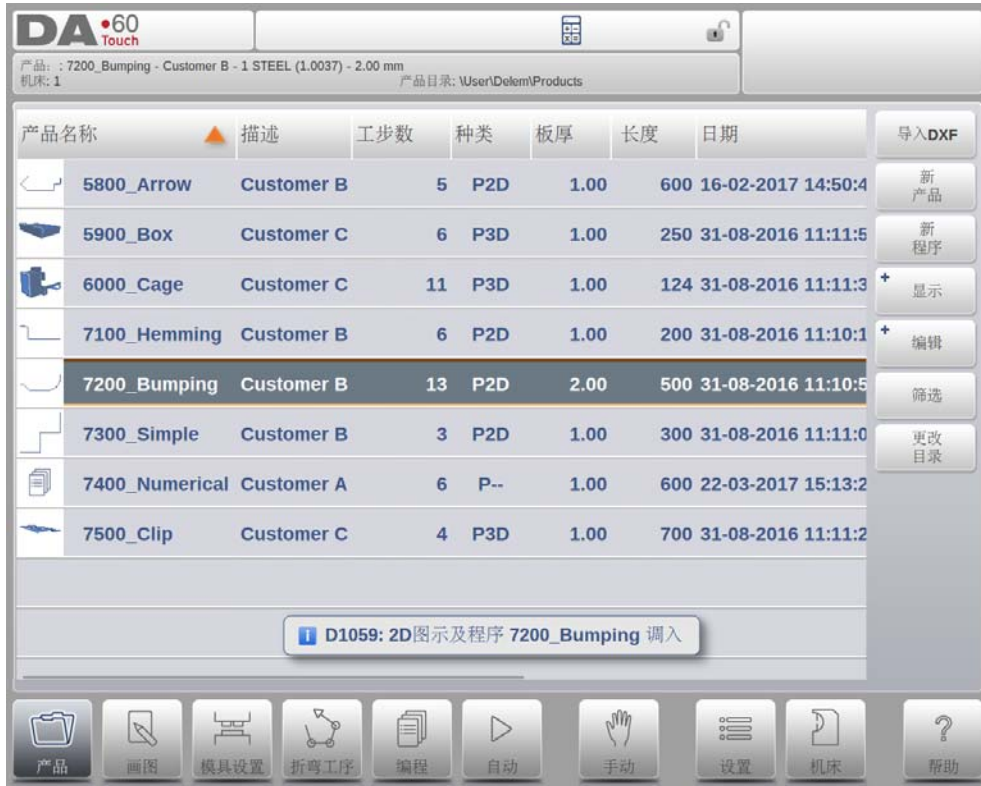 DA•60
Touch
产品: : 7200_Bumping - Customer B - 1 STEEL (1.0037) - 2.00 mm
机床: 1 产品目录: \User\Delem\Products
产品名称 描述 工步数 种类 板厚 长度 日期
5800_Arrow Customer B 5 P2D 1.00 600 16-02-2017 14:50:4
5900_Box Customer C 6 P3D 1.00 250 31-08-2016 11:11:5
6000_Cage Customer C 11 P3D 1.00 124 31-08-2016 11:11:3
7100_Hemming Customer B 6 P2D 1.00 200 31-08-2016 11:10:1
7200_Bumping Customer B 13 P2D 2.00 500 31-08-2016 11:10:5
7300_Simple Customer B 3 P2D 1.00 300 31-08-2016 11:11:0
7400_Numerical Customer A 6 P-- 1.00 600 22-03-2017 15:13:2
7500_Clip Customer C 4 P3D 1.00 700 31-08-2016 11:11:2
导入DXF
新
产品
新
程序
+ 显示
+ 编辑
筛选
更改
目录
D1059: 2D图示及程序 7200_Bumping 调入
产品 画图 模具设置 折弯工序 编程 自动 手动 设置 机床 帮助